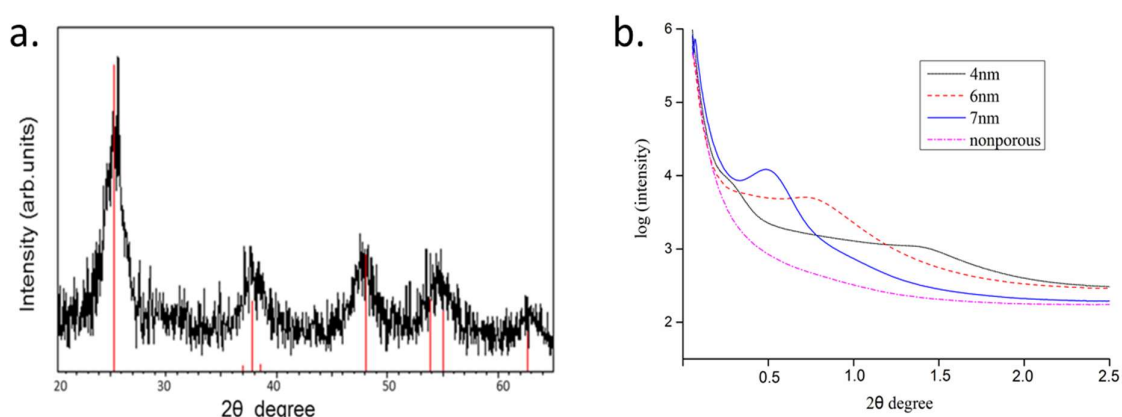 a.
Intensity (arb.units)
20 30 40 50 60
2θ degree
b.
6
5
4
3
2
log (intensity)
4nm
6nm
7nm
nonporous
0.5 1.0 1.5 2.0 2.5
2θ degree